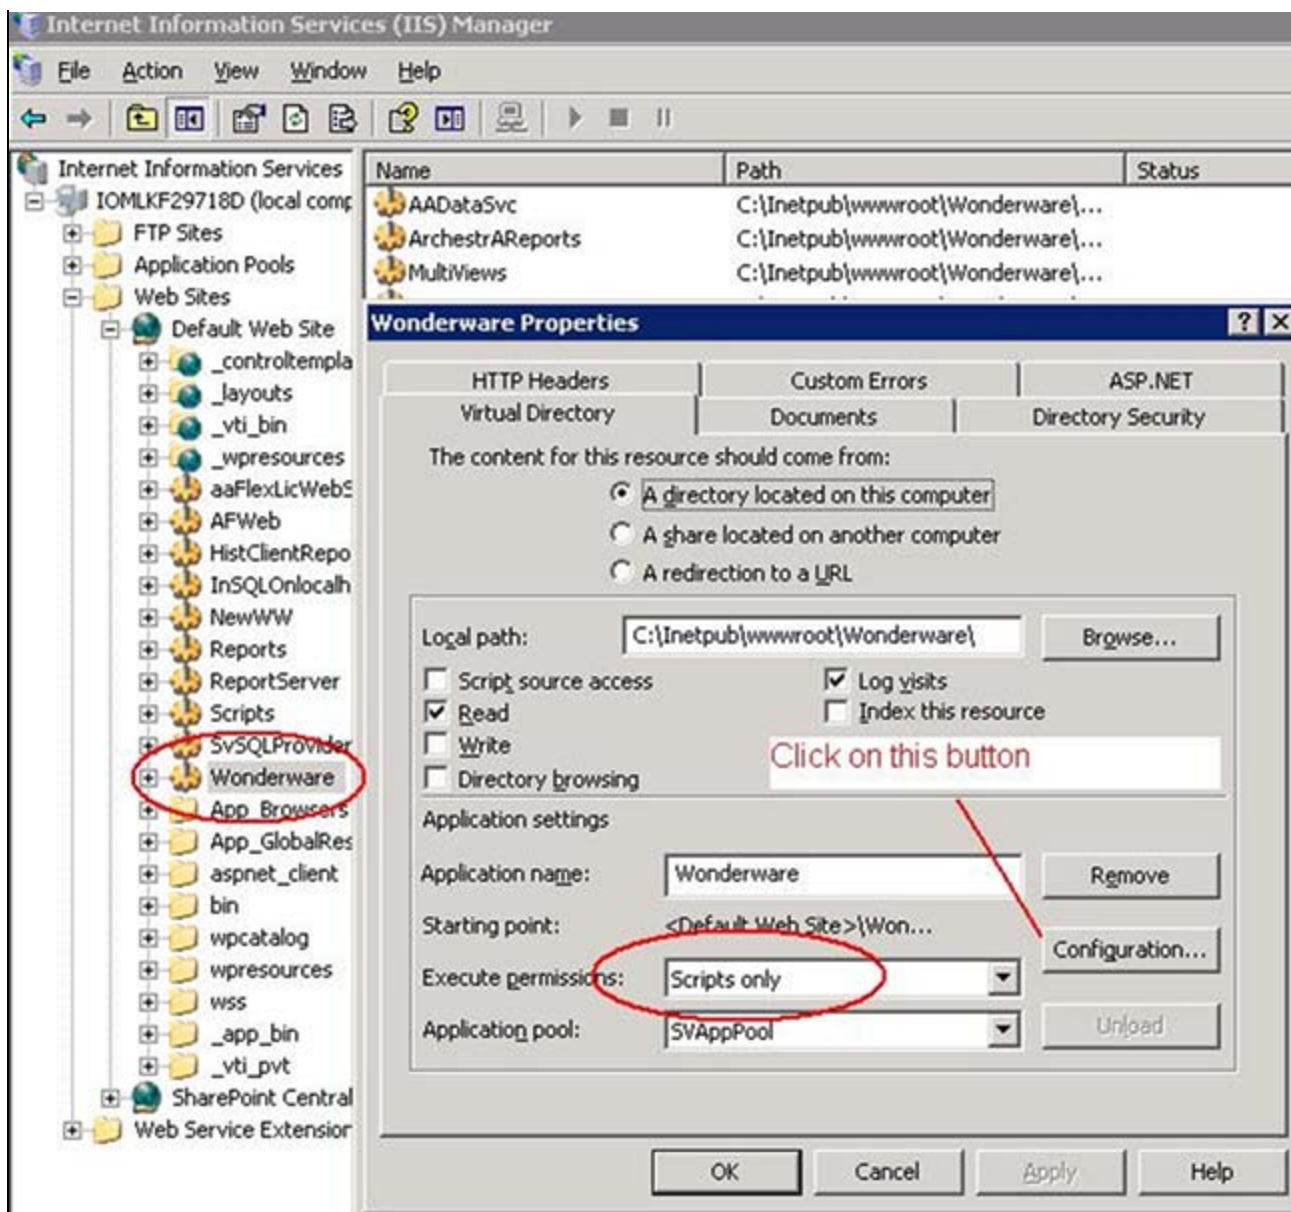 Internet Information Services (IIS) Manager
File Action View Window Help
Internet Information Services
IOMLKF29718D (local comp
FTP Sites
Application Pools
Web Sites
Default Web Site
_controltempla
_layouts
_vti_bin
_wpresources
aaFlexLicWebS
AFWeb
HistClientRepo
InSQLOnlocalh
NewWW
Reports
ReportServer
Scripts
SvSQLProvider
Wonderware
App_Browsers
App_GlobalRes
aspnet_client
bin
wpcatalog
wpresources
wss
_app_bin
_vti_pvt
SharePoint Central
Web Service Extension
Name Path Status
AADataSvc C:\Inetpub\wwwroot\Wonderware\...
ArchestrAReports C:\Inetpub\wwwroot\Wonderware\...
MultiViews C:\Inetpub\wwwroot\Wonderware\...
Wonderware Properties
HTTP Headers Custom Errors ASP.NET
Virtual Directory Documents Directory Security
The content for this resource should come from:
A directory located on this computer
A share located on another computer
A redirection to a URL
Local path: C:\Inetpub\wwwroot\Wonderware\ Browse...
Script source access Log visits
Read Index this resource
Write
Click on this button
Directory browsing
Application settings
Application name: Wonderware Remove
Starting point: <Default Web Site>\Won...
Configuration...
Execute permissions: Scripts only
Application pool: SVAppPool Unload
OK Cancel Apply Help